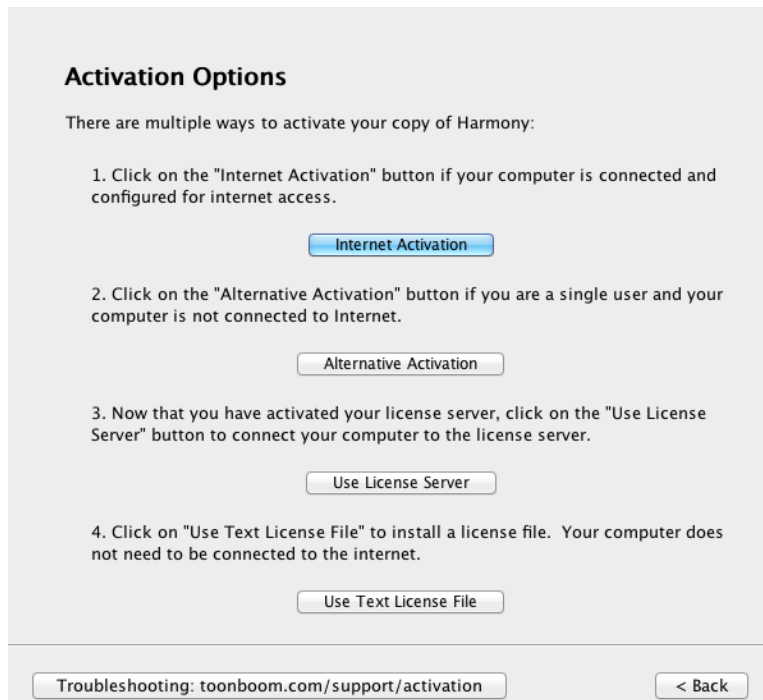 Activation Options
There are multiple ways to activate your copy of Harmony:
1. Click on the "Internet Activation" button if your computer is connected and
configured for internet access.
Internet Activation
2. Click on the "Alternative Activation" button if you are a single user and your
computer is not connected to Internet.
Alternative Activation
3. Now that you have activated your license server, click on the "Use License
Server" button to connect your computer to the license server.
Use License Server
4. Click on "Use Text License File" to install a license file.  Your computer does
not need to be connected to the internet.
Use Text License File
Troubleshooting: toonboom.com/support/activation
< Back